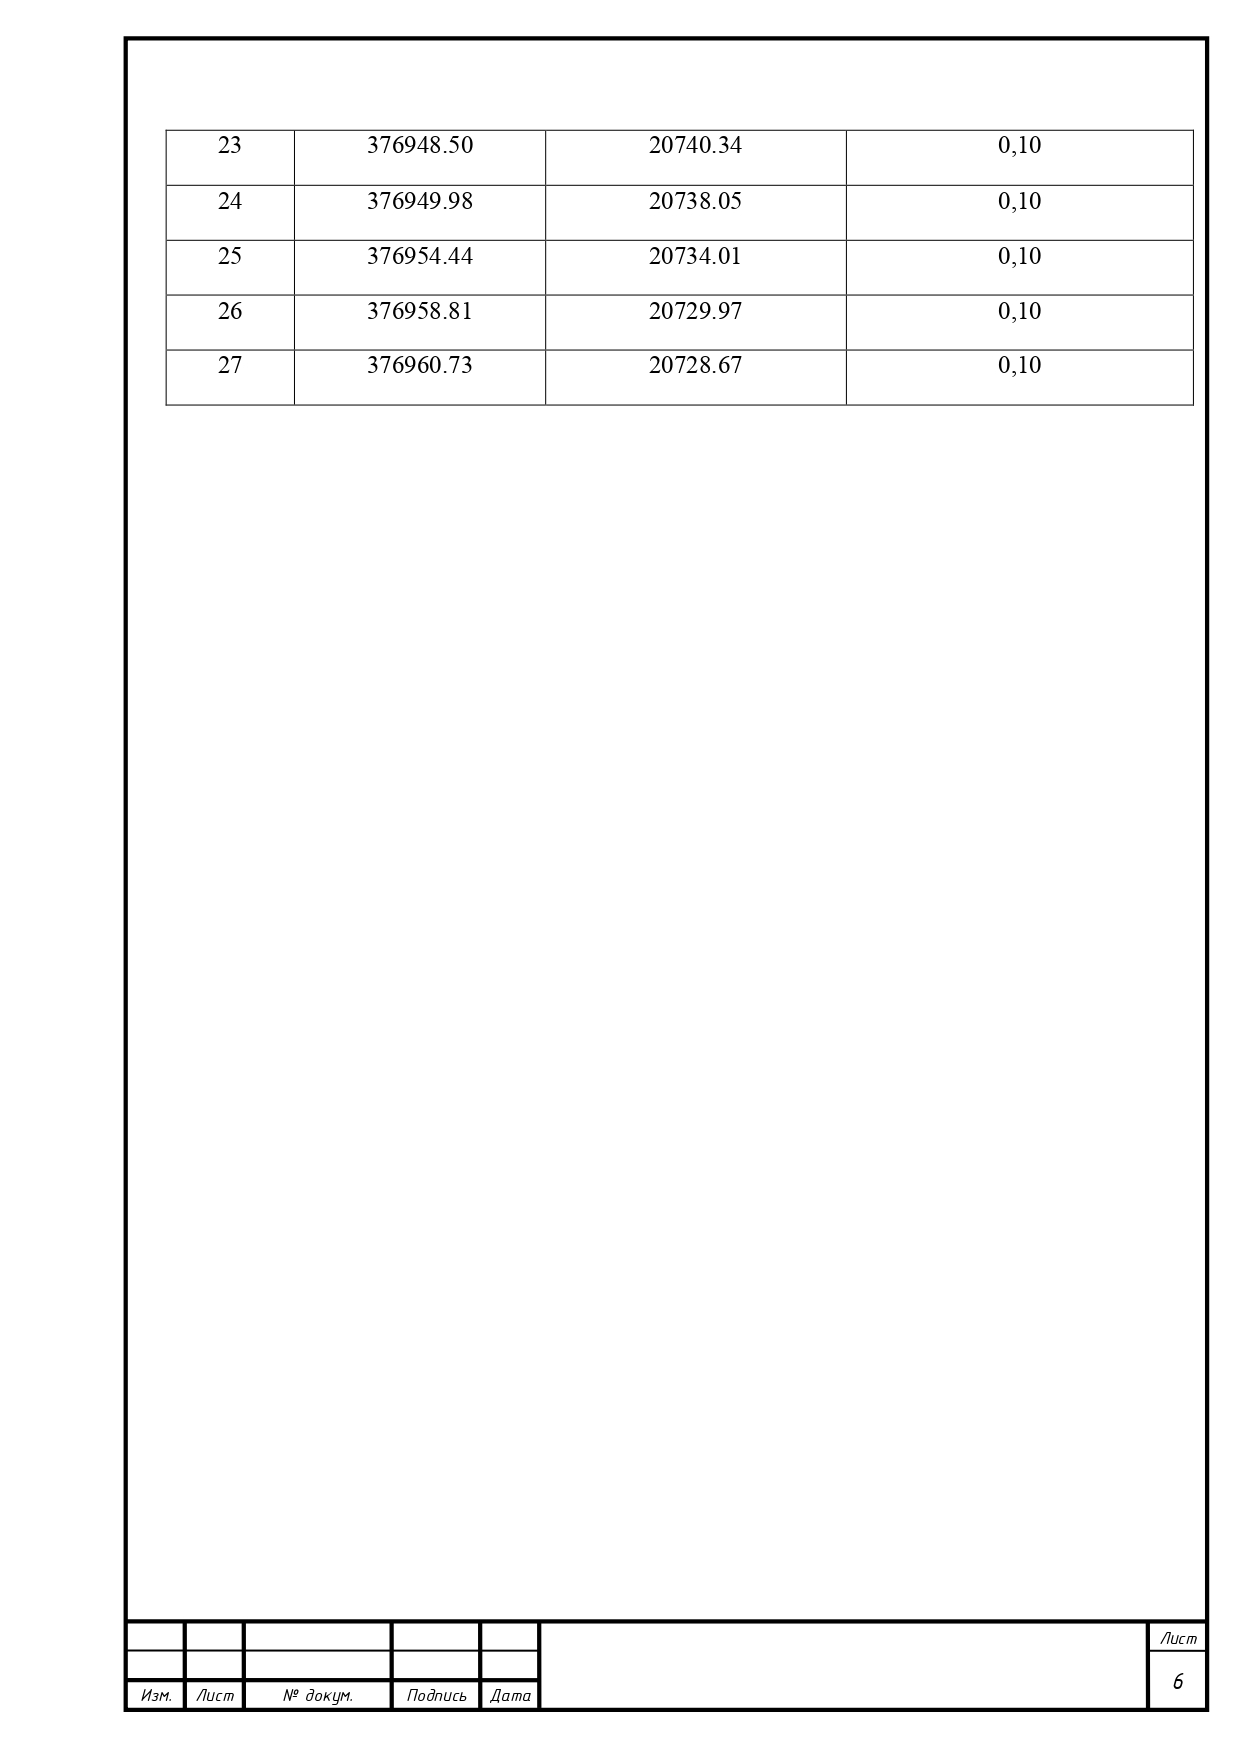 23 376948.50 20740.34 0,10
24 376949.98 20738.05 0,10
25 376954.44 20734.01 0,10
26 376958.81 20729.97 0,10
27 376960.73 20728.67 0,10
Лист
6
Изм. Лист № докум. Подпись Дата